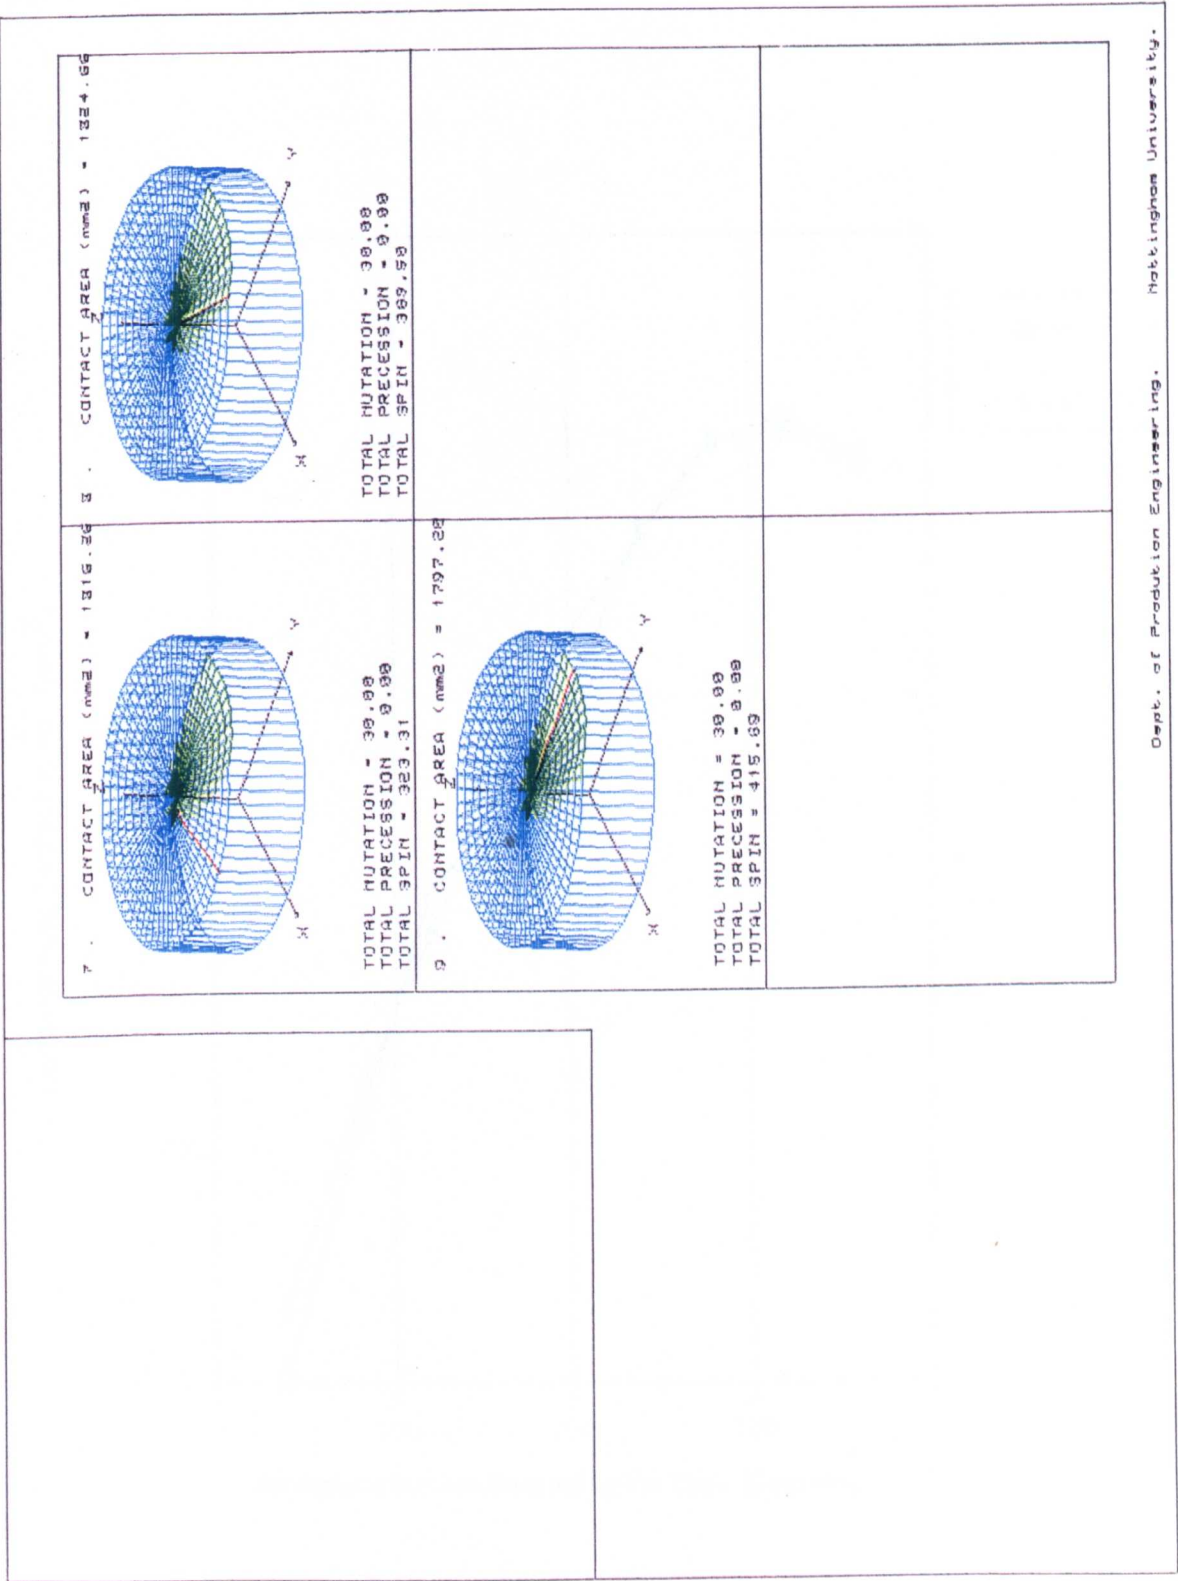 7 . CONTACT AREA (mm2) = 1315.26
Z
Y
X
TOTAL NUTATION = 30.00
TOTAL PRECESSION = 0.00
TOTAL SPIN = 323.31
8 . CONTACT AREA (mm2) = 1324.66
Z
Y
X
TOTAL NUTATION = 30.00
TOTAL PRECESSION = 0.00
TOTAL SPIN = 369.50
9 . CONTACT AREA (mm2) = 1797.20
Z
Y
X
TOTAL NUTATION = 30.00
TOTAL PRECESSION = 0.00
TOTAL SPIN = 415.69
Dept. of Prodution Engineering. Nottingham University.